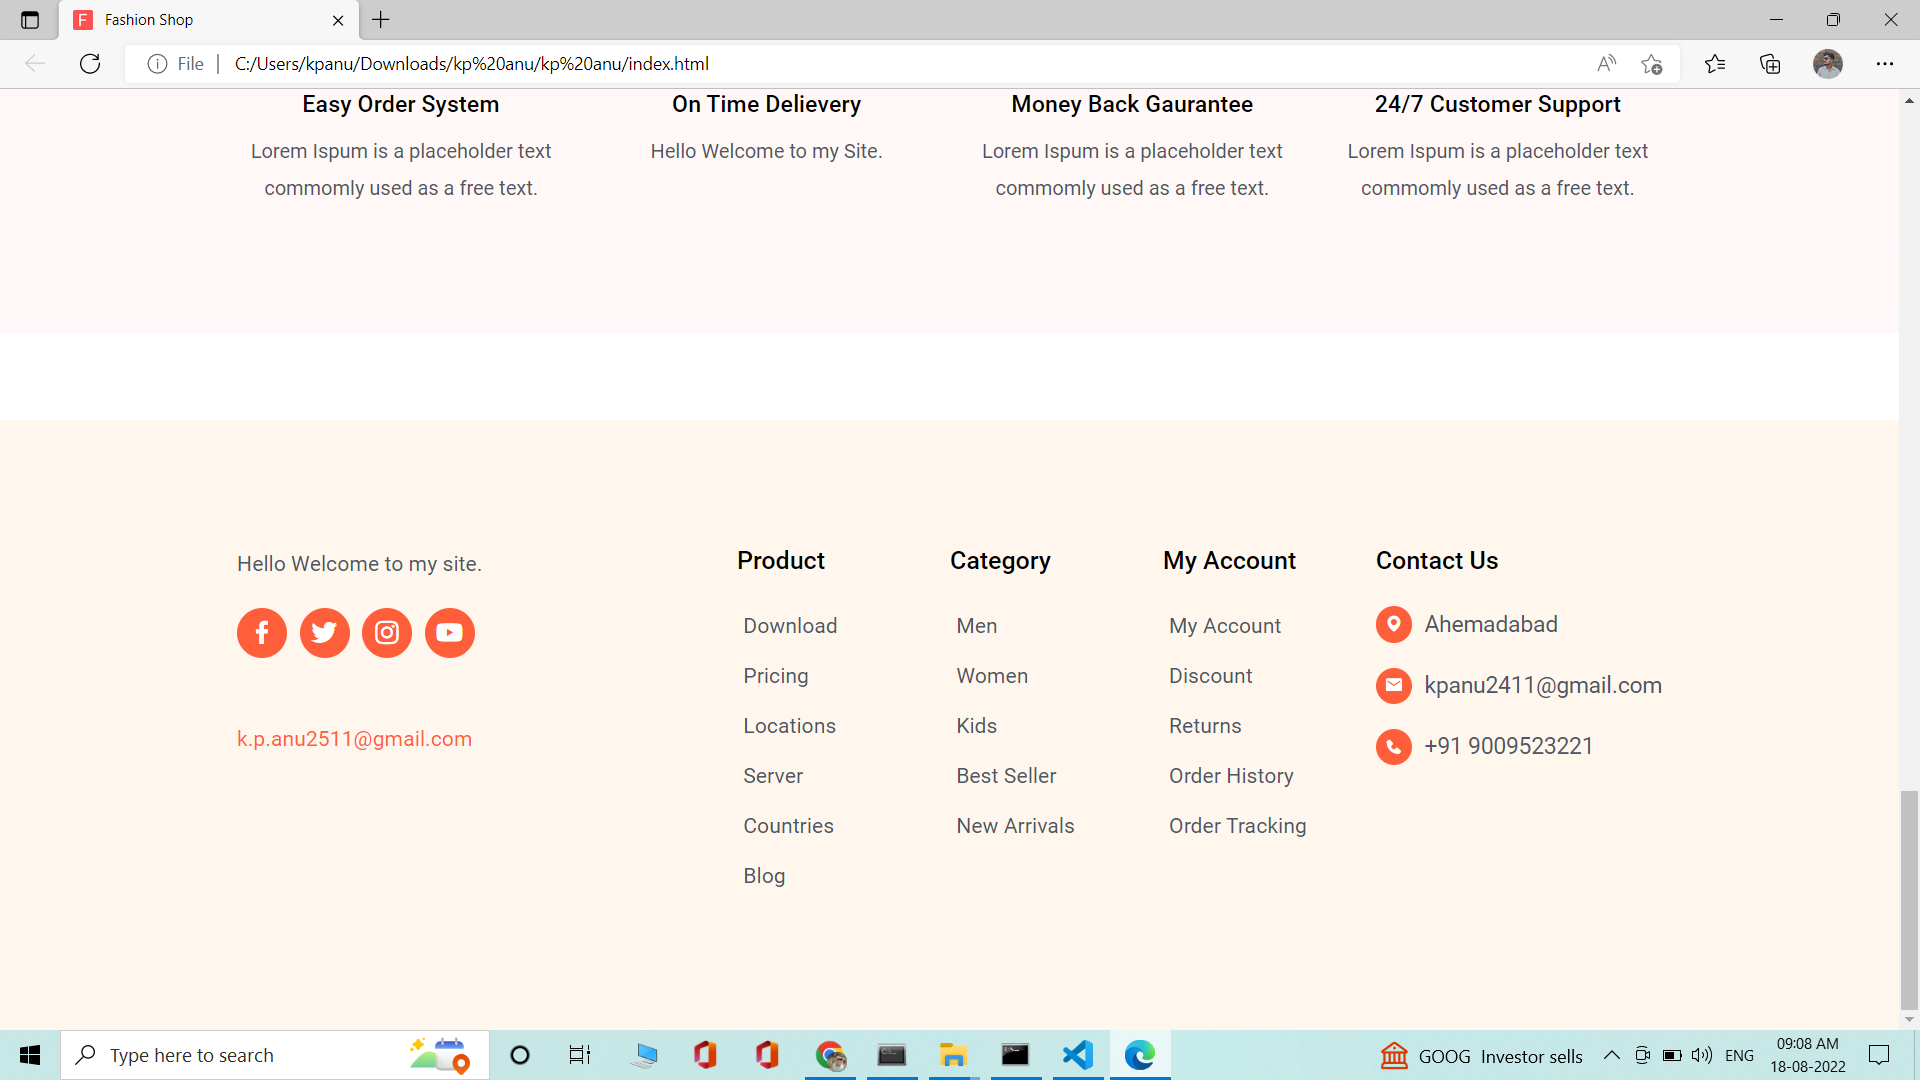 Fashion Shop
File
C:/Users/kpanu/Downloads/kp%20anu/kp%20anu/index.html
Easy Order System
Lorem Ispum is a placeholder text
commomly used as a free text.
On Time Delievery
Hello Welcome to my Site.
Money Back Gaurantee
Lorem Ispum is a placeholder text
commomly used as a free text.
24/7 Customer Support
Lorem Ispum is a placeholder text
commomly used as a free text.
Hello Welcome to my site.
k.p.anu2511@gmail.com
Product
Download
Pricing
Locations
Server
Countries
Blog
Category
Men
Women
Kids
Best Seller
New Arrivals
My Account
My Account
Discount
Returns
Order History
Order Tracking
Contact Us
Ahemadabad
kpanu2411@gmail.com
+91 9009523221
Type here to search
GOOG Investor sells
ENG
09:08 AM
18-08-2022